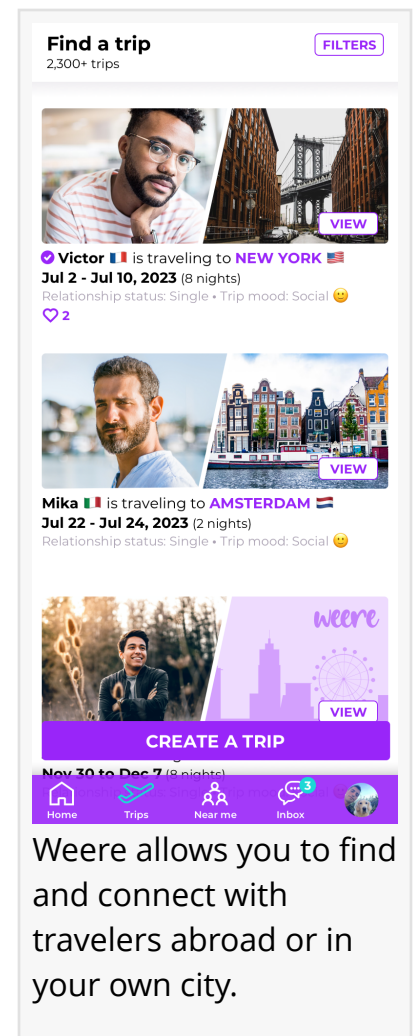 Find a trip
FILTERS
2,300+ trips
VIEW
Victor 🇫🇷 is traveling to NEW YORK 🇺🇸
Jul 2 - Jul 10, 2023 (8 nights)
Relationship status: Single • Trip mood: Social 🙂
2
VIEW
Mika 🇮🇹 is traveling to AMSTERDAM 🇳🇱
Jul 22 - Jul 24, 2023 (2 nights)
Relationship status: Single • Trip mood: Social 🙂
weere
VIEW
CREATE A TRIP
Nov 30 to Dec 7 (8 nights)
3
Home
Trips
Near me
Inbox
Weere allows you to find
and connect with
travelers abroad or in
your own city.